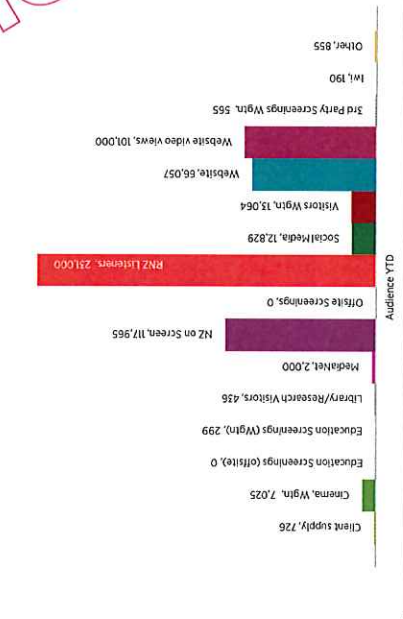 Client supply, 726
Cinema, Wgtn, 7,025
Education Screenings (offsite), 0
Education Screenings (Wgtn), 299
Library/Research Visitors, 436
MediaNet, 2,000
NZ on Screen, 117,965
Offsite Screenings, 0
RNZ Listeners, 251,000
Social Media, 12,829
Visitors, Wgtn, 13,064
Website, 66,057
Website video views, 101,000
3rd Party Screenings, Wgtn, 565
Iwi, 190
Other, 855
Audience YTD